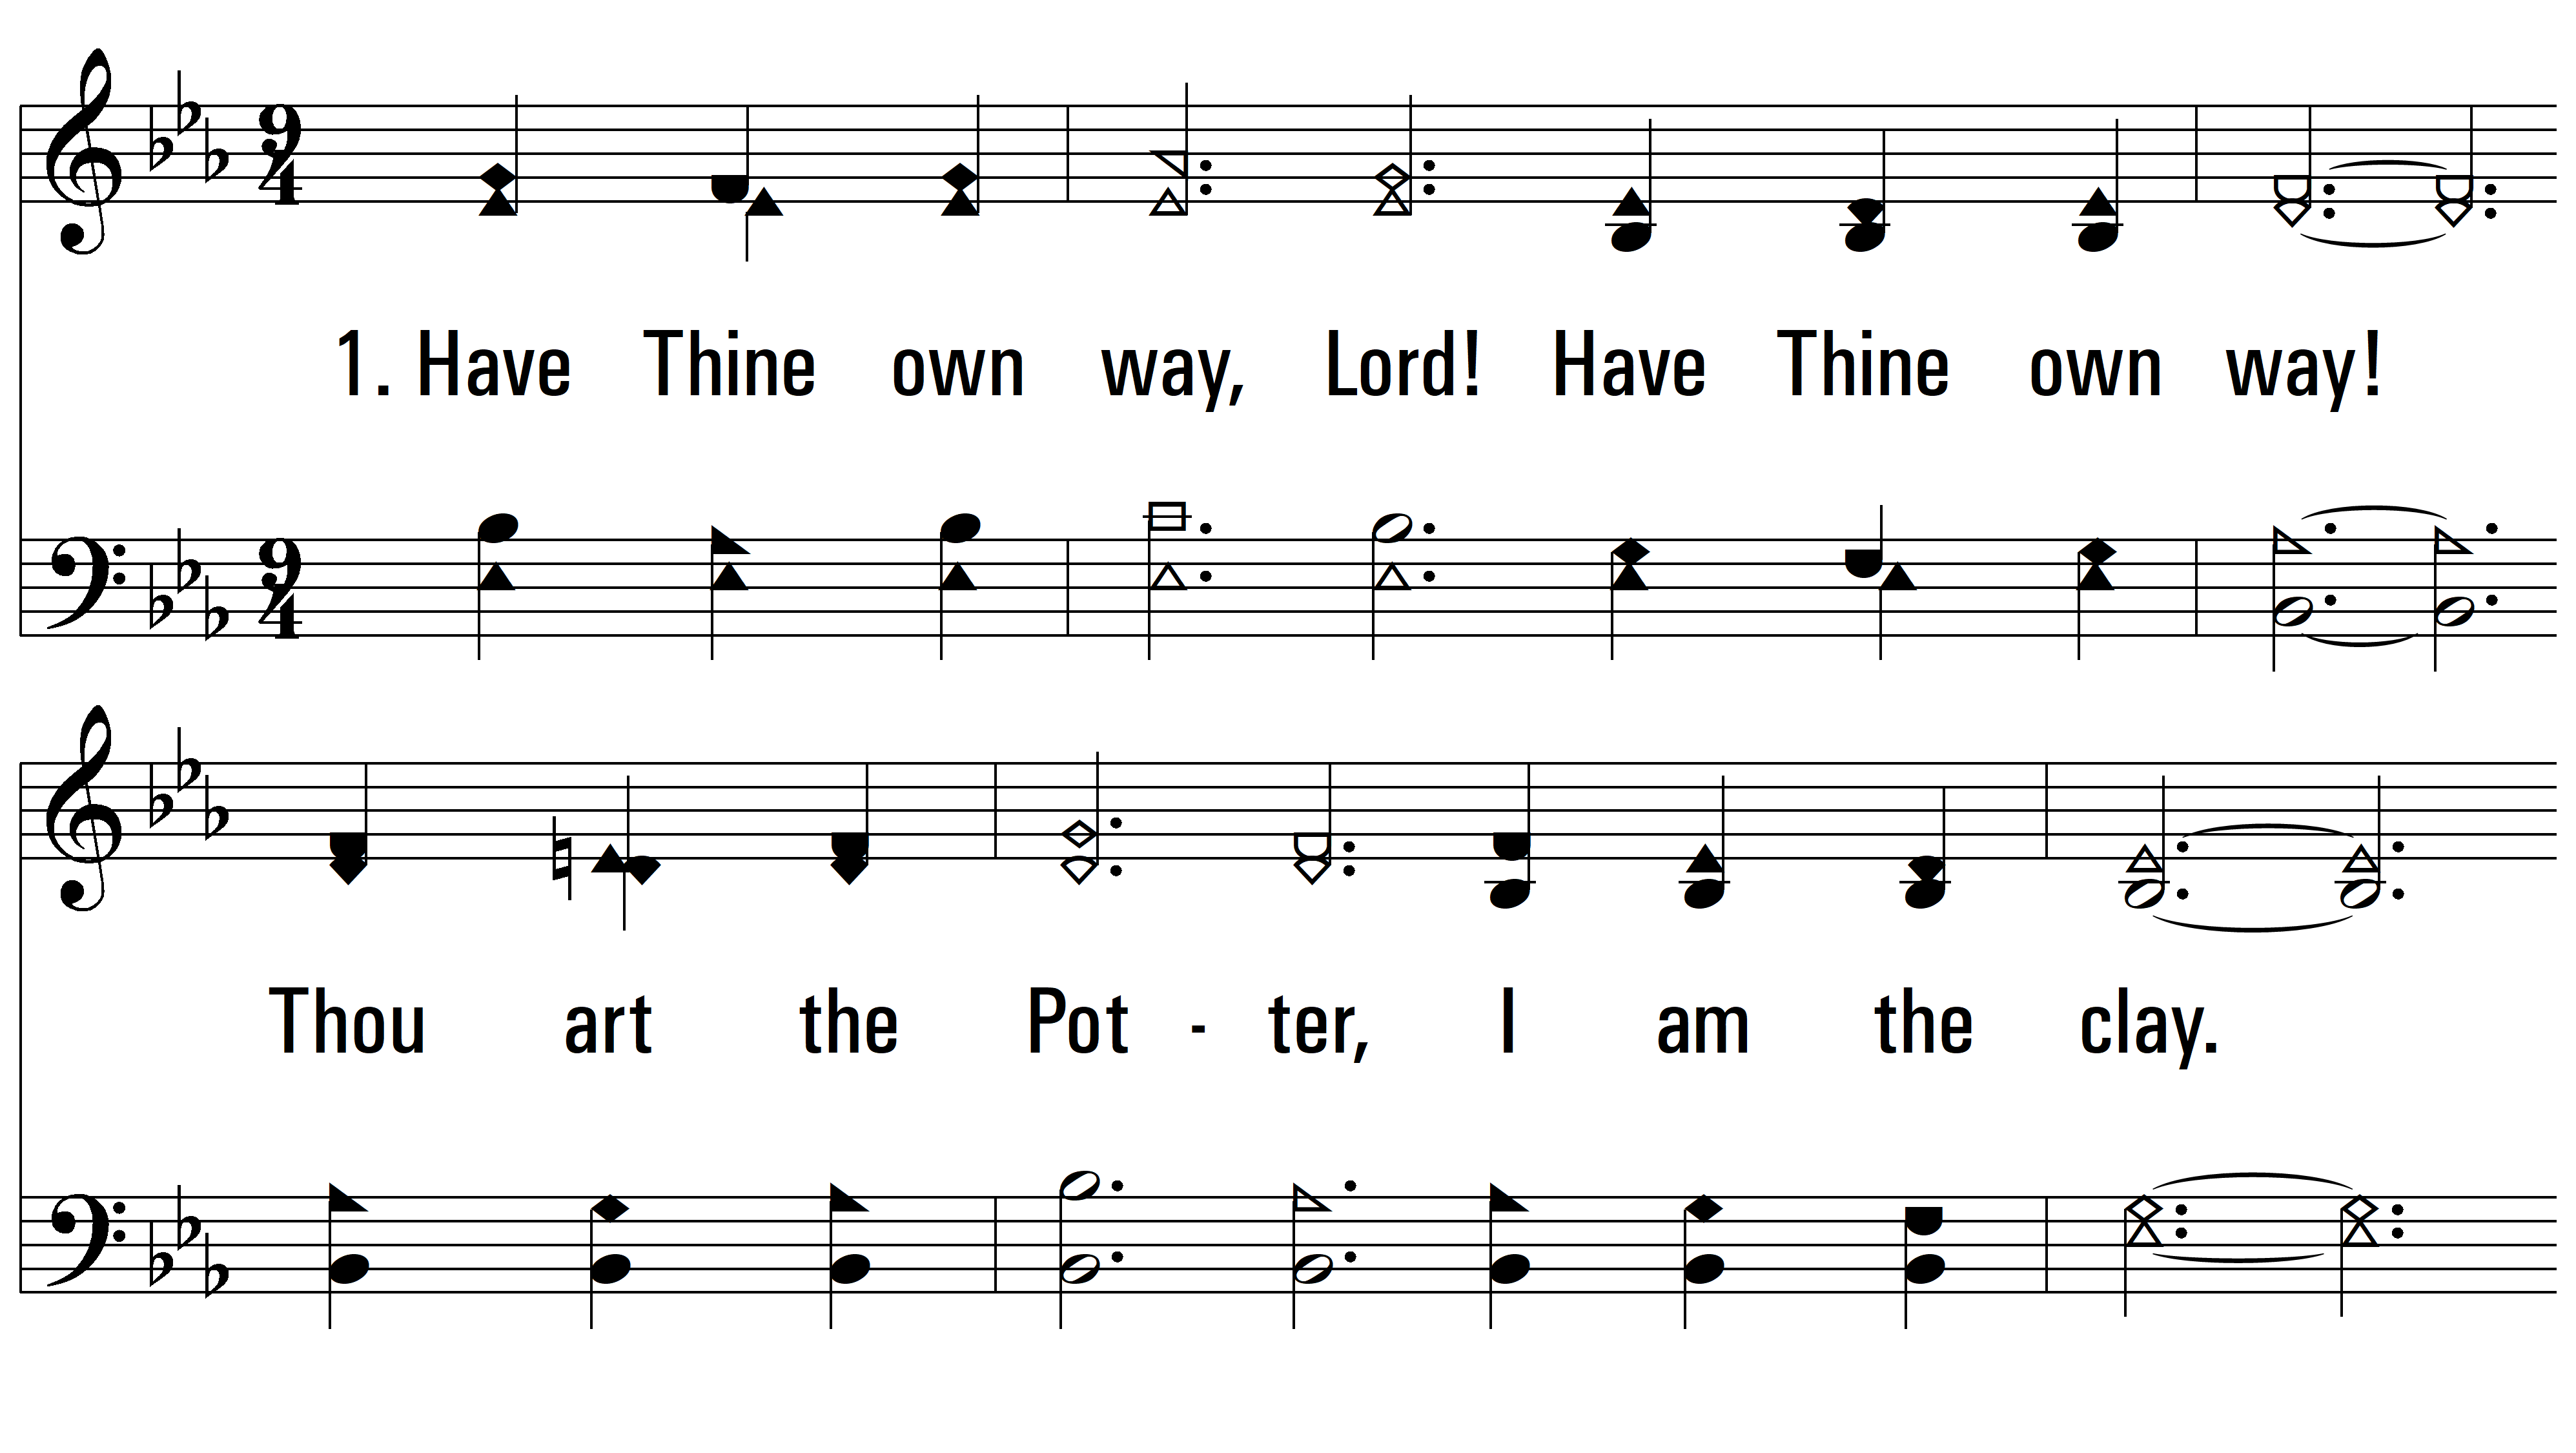 1. Have Thine own way, Lord! Have Thine own way!
Thou art the Pot - ter, I am the clay.